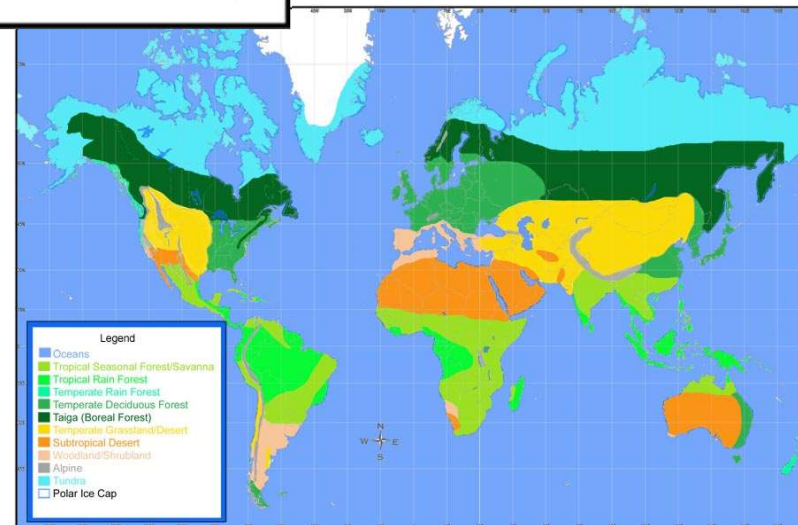 Legend
Oceans
Tropical Seasonal Forest/Savanna
Tropical Rain Forest
Temperate Rain Forest
Temperate Deciduous Forest
Taiga (Boreal Forest)
Temperate Grassland/Desert
Subtropical Desert
Woodland/Shrubland
Alpine
Tundra
Polar Ice Cap
N
W E
S